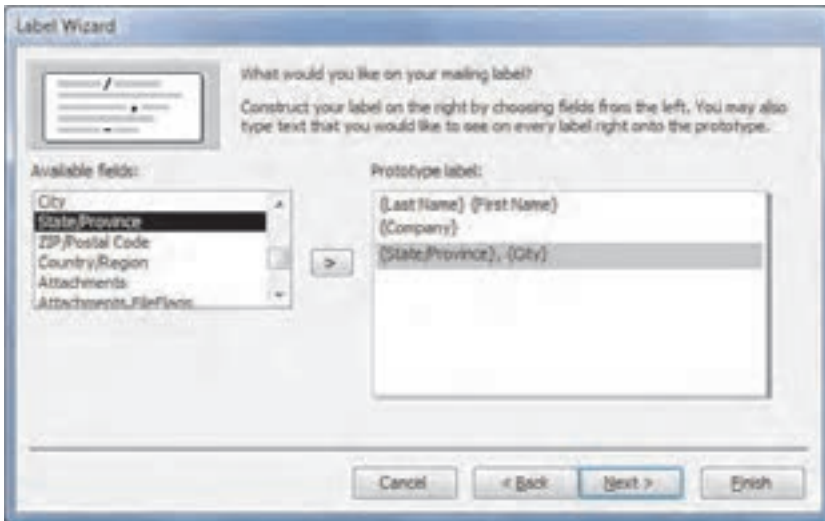 Label Wizard
What would you like on your mailing label?
Construct your label on the right by choosing fields from the left. You may also
type text that you would like to see on every label right onto the prototype.
Available fields:
City
State/Province
ZIP/Postal Code
Country/Region
Attachments
Attachments.FileFlags
>
Prototype label:
{Last Name} {First Name}
{Company}
{State/Province}, {City}
Cancel
< Back
Next >
Finish